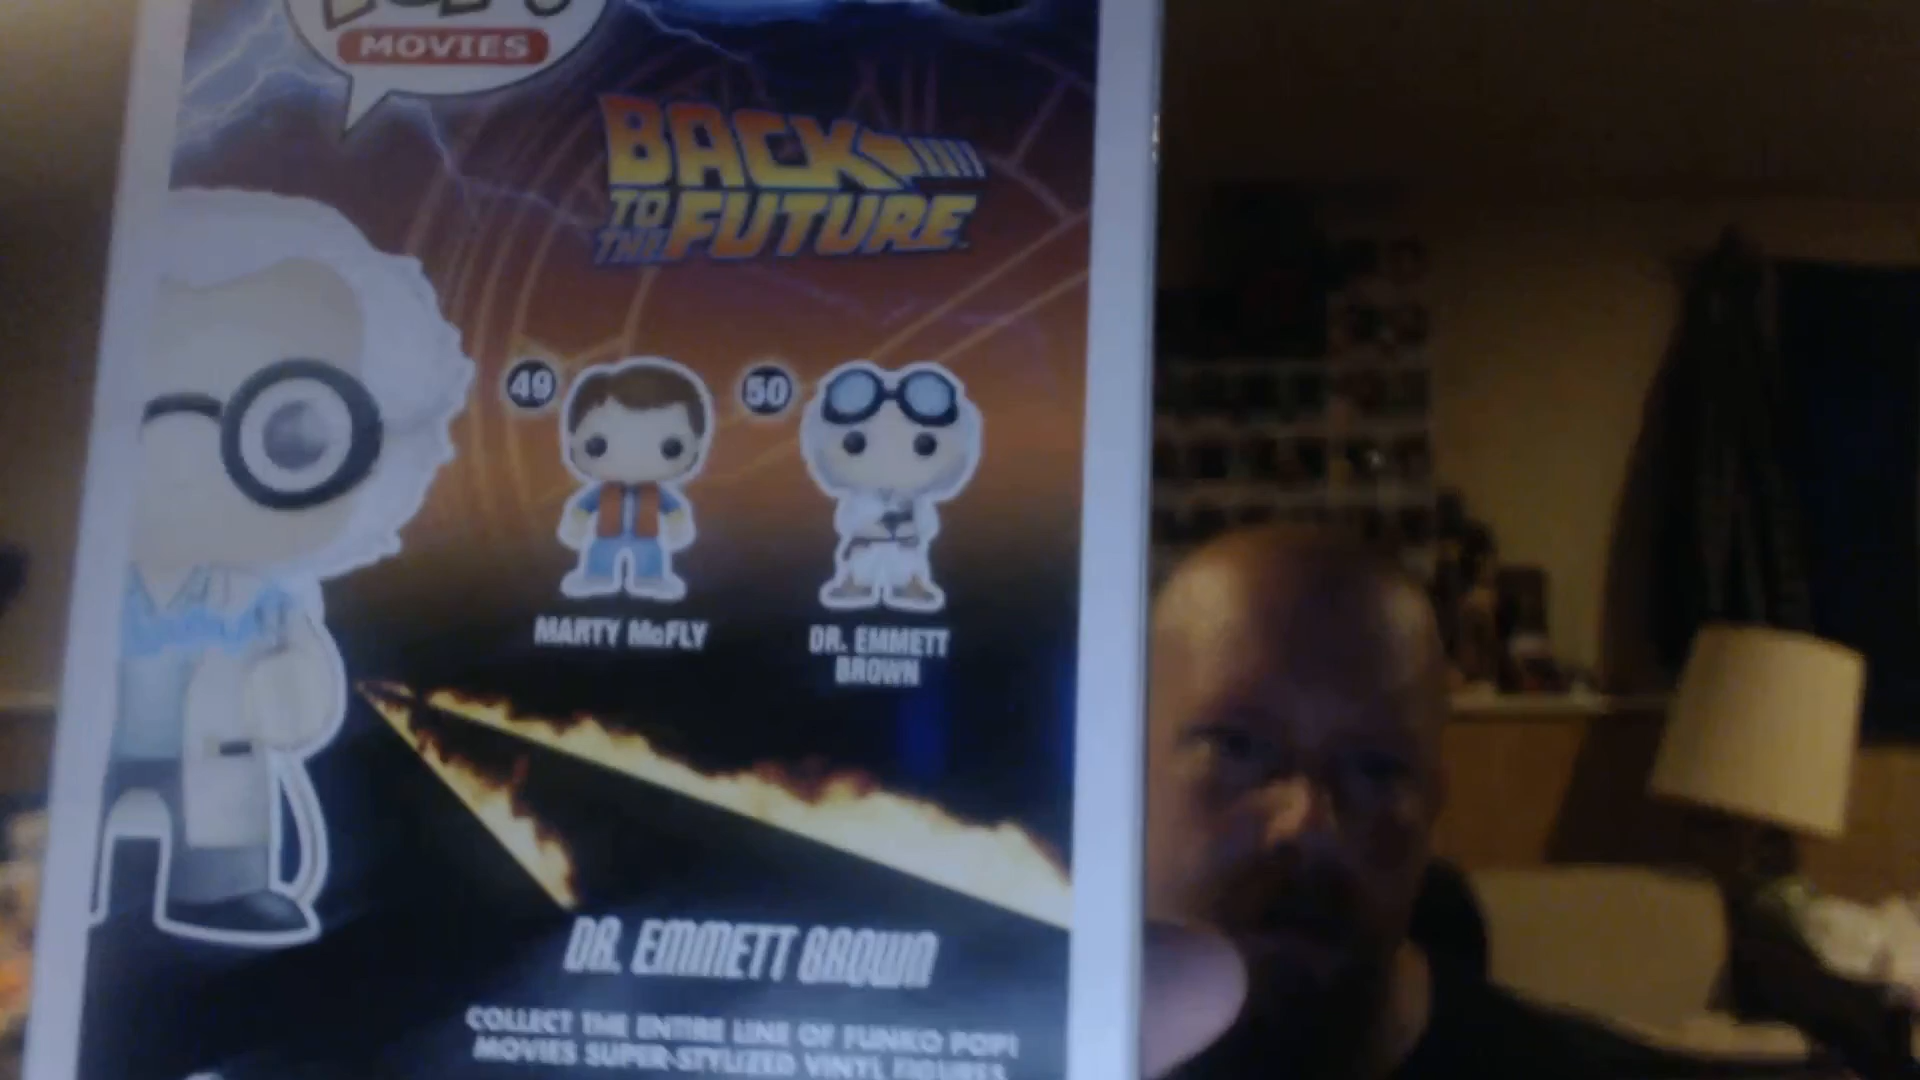 MOVIES
BACK
TO
THE FUTURE
49
50
MARTY McFLY
DR. EMMETT
BROWN
DR. EMMETT BROWN
COLLECT THE ENTIRE LINE OF FUNKO POP!
MOVIES SUPER-STYLIZED VINYL FIGURES